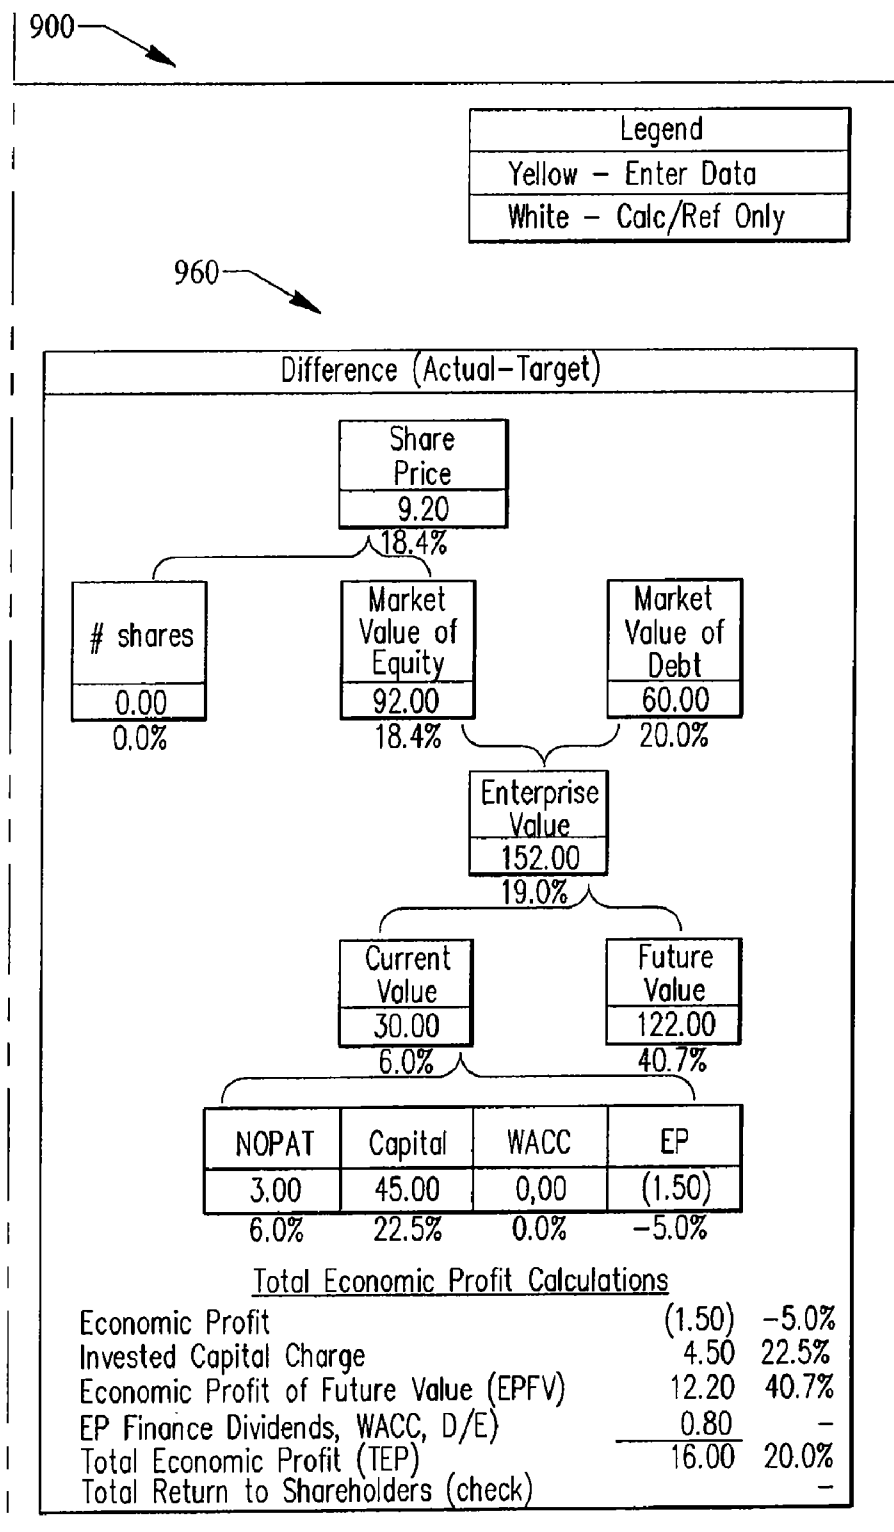 900
Legend
Yellow – Enter Data
White – Calc/Ref Only
960
Difference (Actual–Target)
Share
Price
9.20
18.4%
# shares
0.00
0.0%
Market
Value of
Equity
92.00
18.4%
Market
Value of
Debt
60.00
20.0%
Enterprise
Value
152.00
19.0%
Current
Value
30.00
6.0%
Future
Value
122.00
40.7%
NOPAT Capital WACC EP
3.00 45.00 0,00 (1.50)
6.0% 22.5% 0.0% –5.0%
Total Economic Profit Calculations
Economic Profit (1.50) –5.0%
Invested Capital Charge 4.50 22.5%
Economic Profit of Future Value (EPFV) 12.20 40.7%
EP Finance Dividends, WACC, D/E) 0.80 –
Total Economic Profit (TEP) 16.00 20.0%
Total Return to Shareholders (check) –